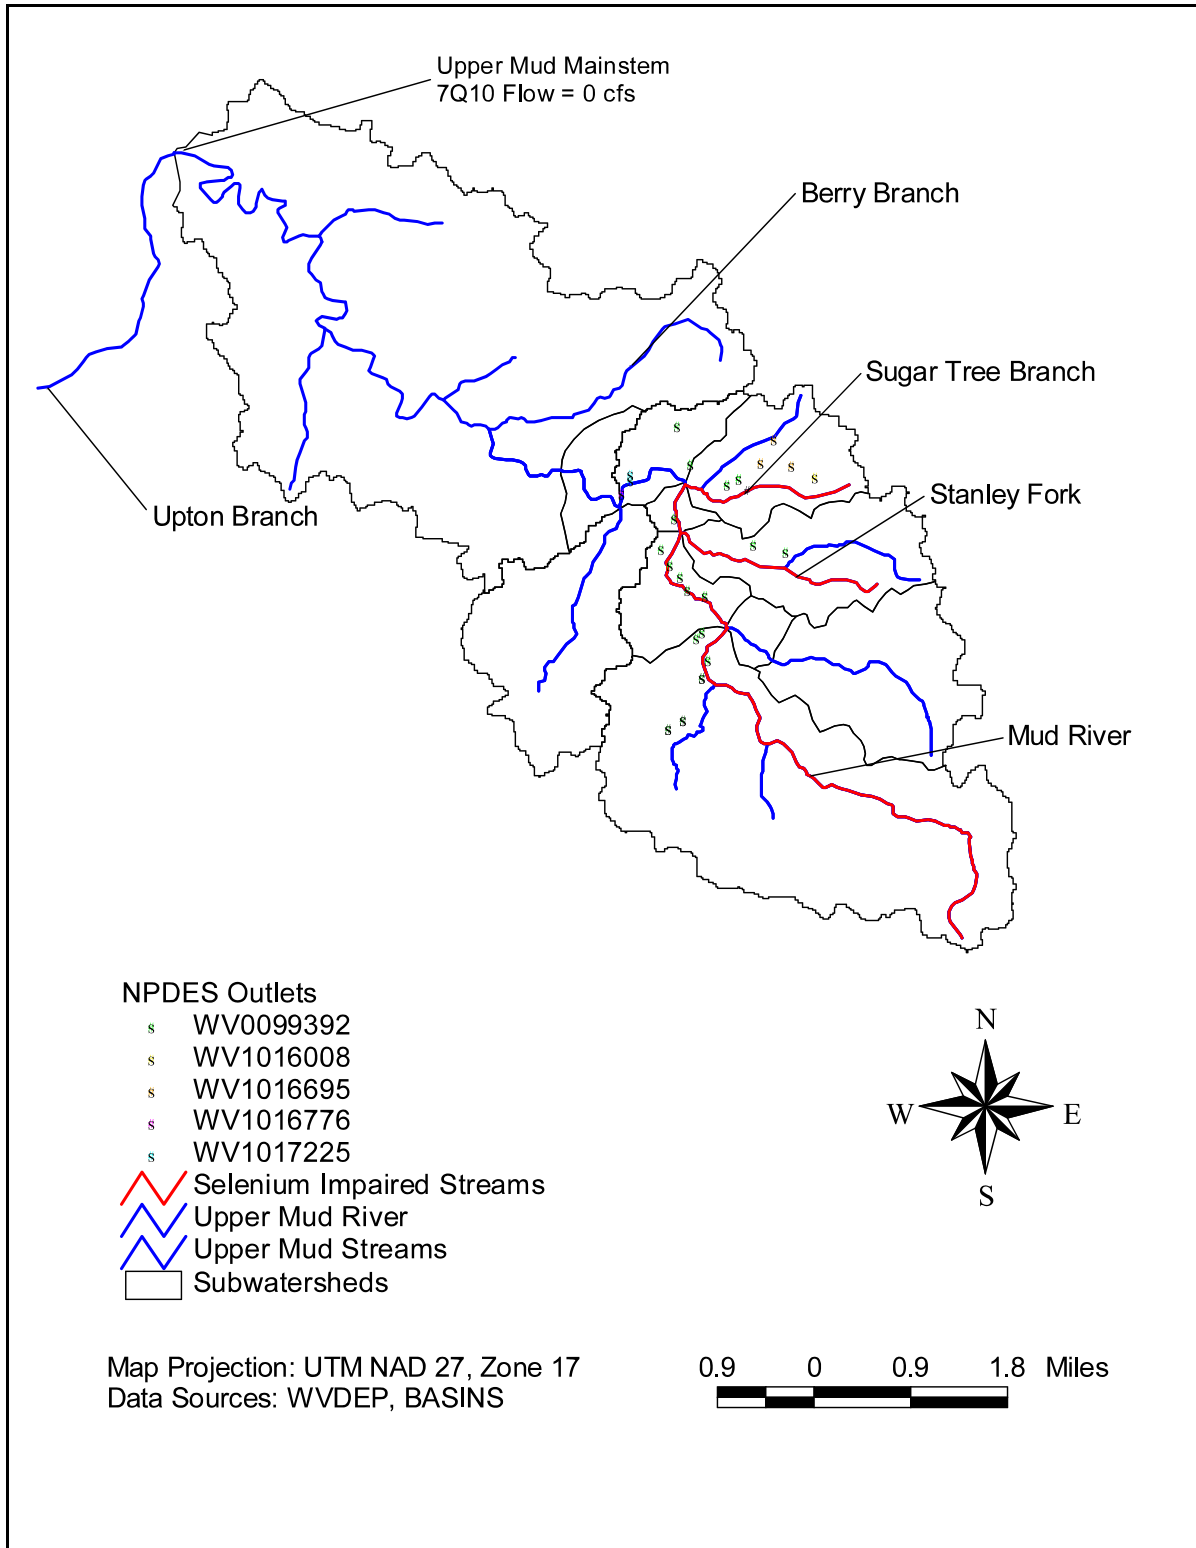 Upper Mud Mainstem
7Q10 Flow = 0 cfs
Berry Branch
Sugar Tree Branch
Stanley Fork
Upton Branch
Mud River
NPDES Outlets
s WV0099392
s WV1016008
s WV1016695
s WV1016776
s WV1017225
Selenium Impaired Streams
Upper Mud River
Upper Mud Streams
Subwatersheds
N
W E
S
Map Projection: UTM NAD 27, Zone 17
Data Sources: WVDEP, BASINS
0.9 0 0.9 1.8 Miles